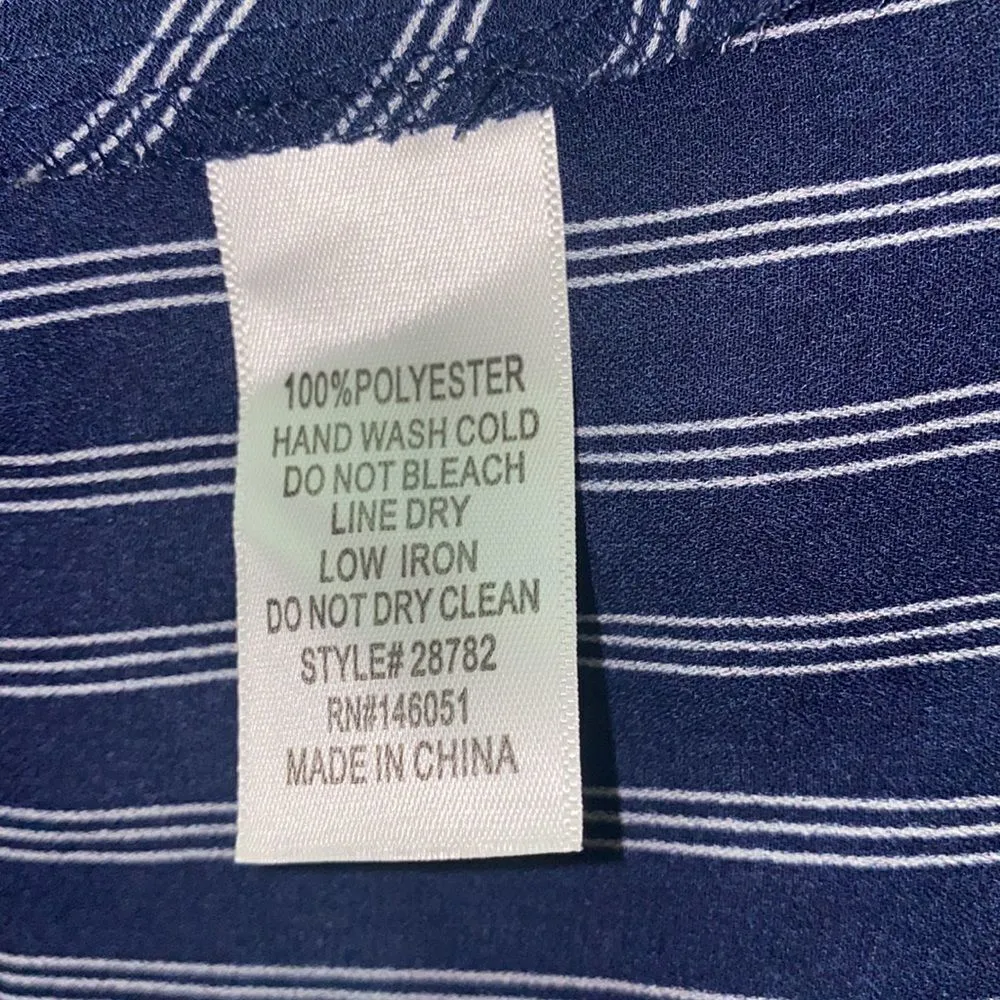 100%POLYESTER
HAND WASH COLD
DO NOT BLEACH
LINE DRY
LOW IRON
DO NOT DRY CLEAN
STYLE# 28782
RN#146051
MADE IN CHINA